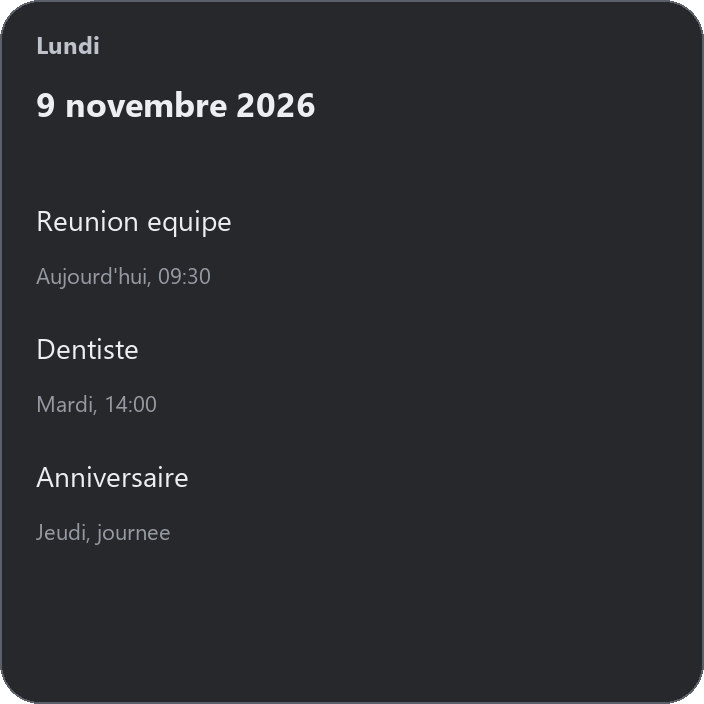 Lundi
9 novembre 2026
Reunion equipe
Aujourd'hui, 09:30
Dentiste
Mardi, 14:00
Anniversaire
Jeudi, journee